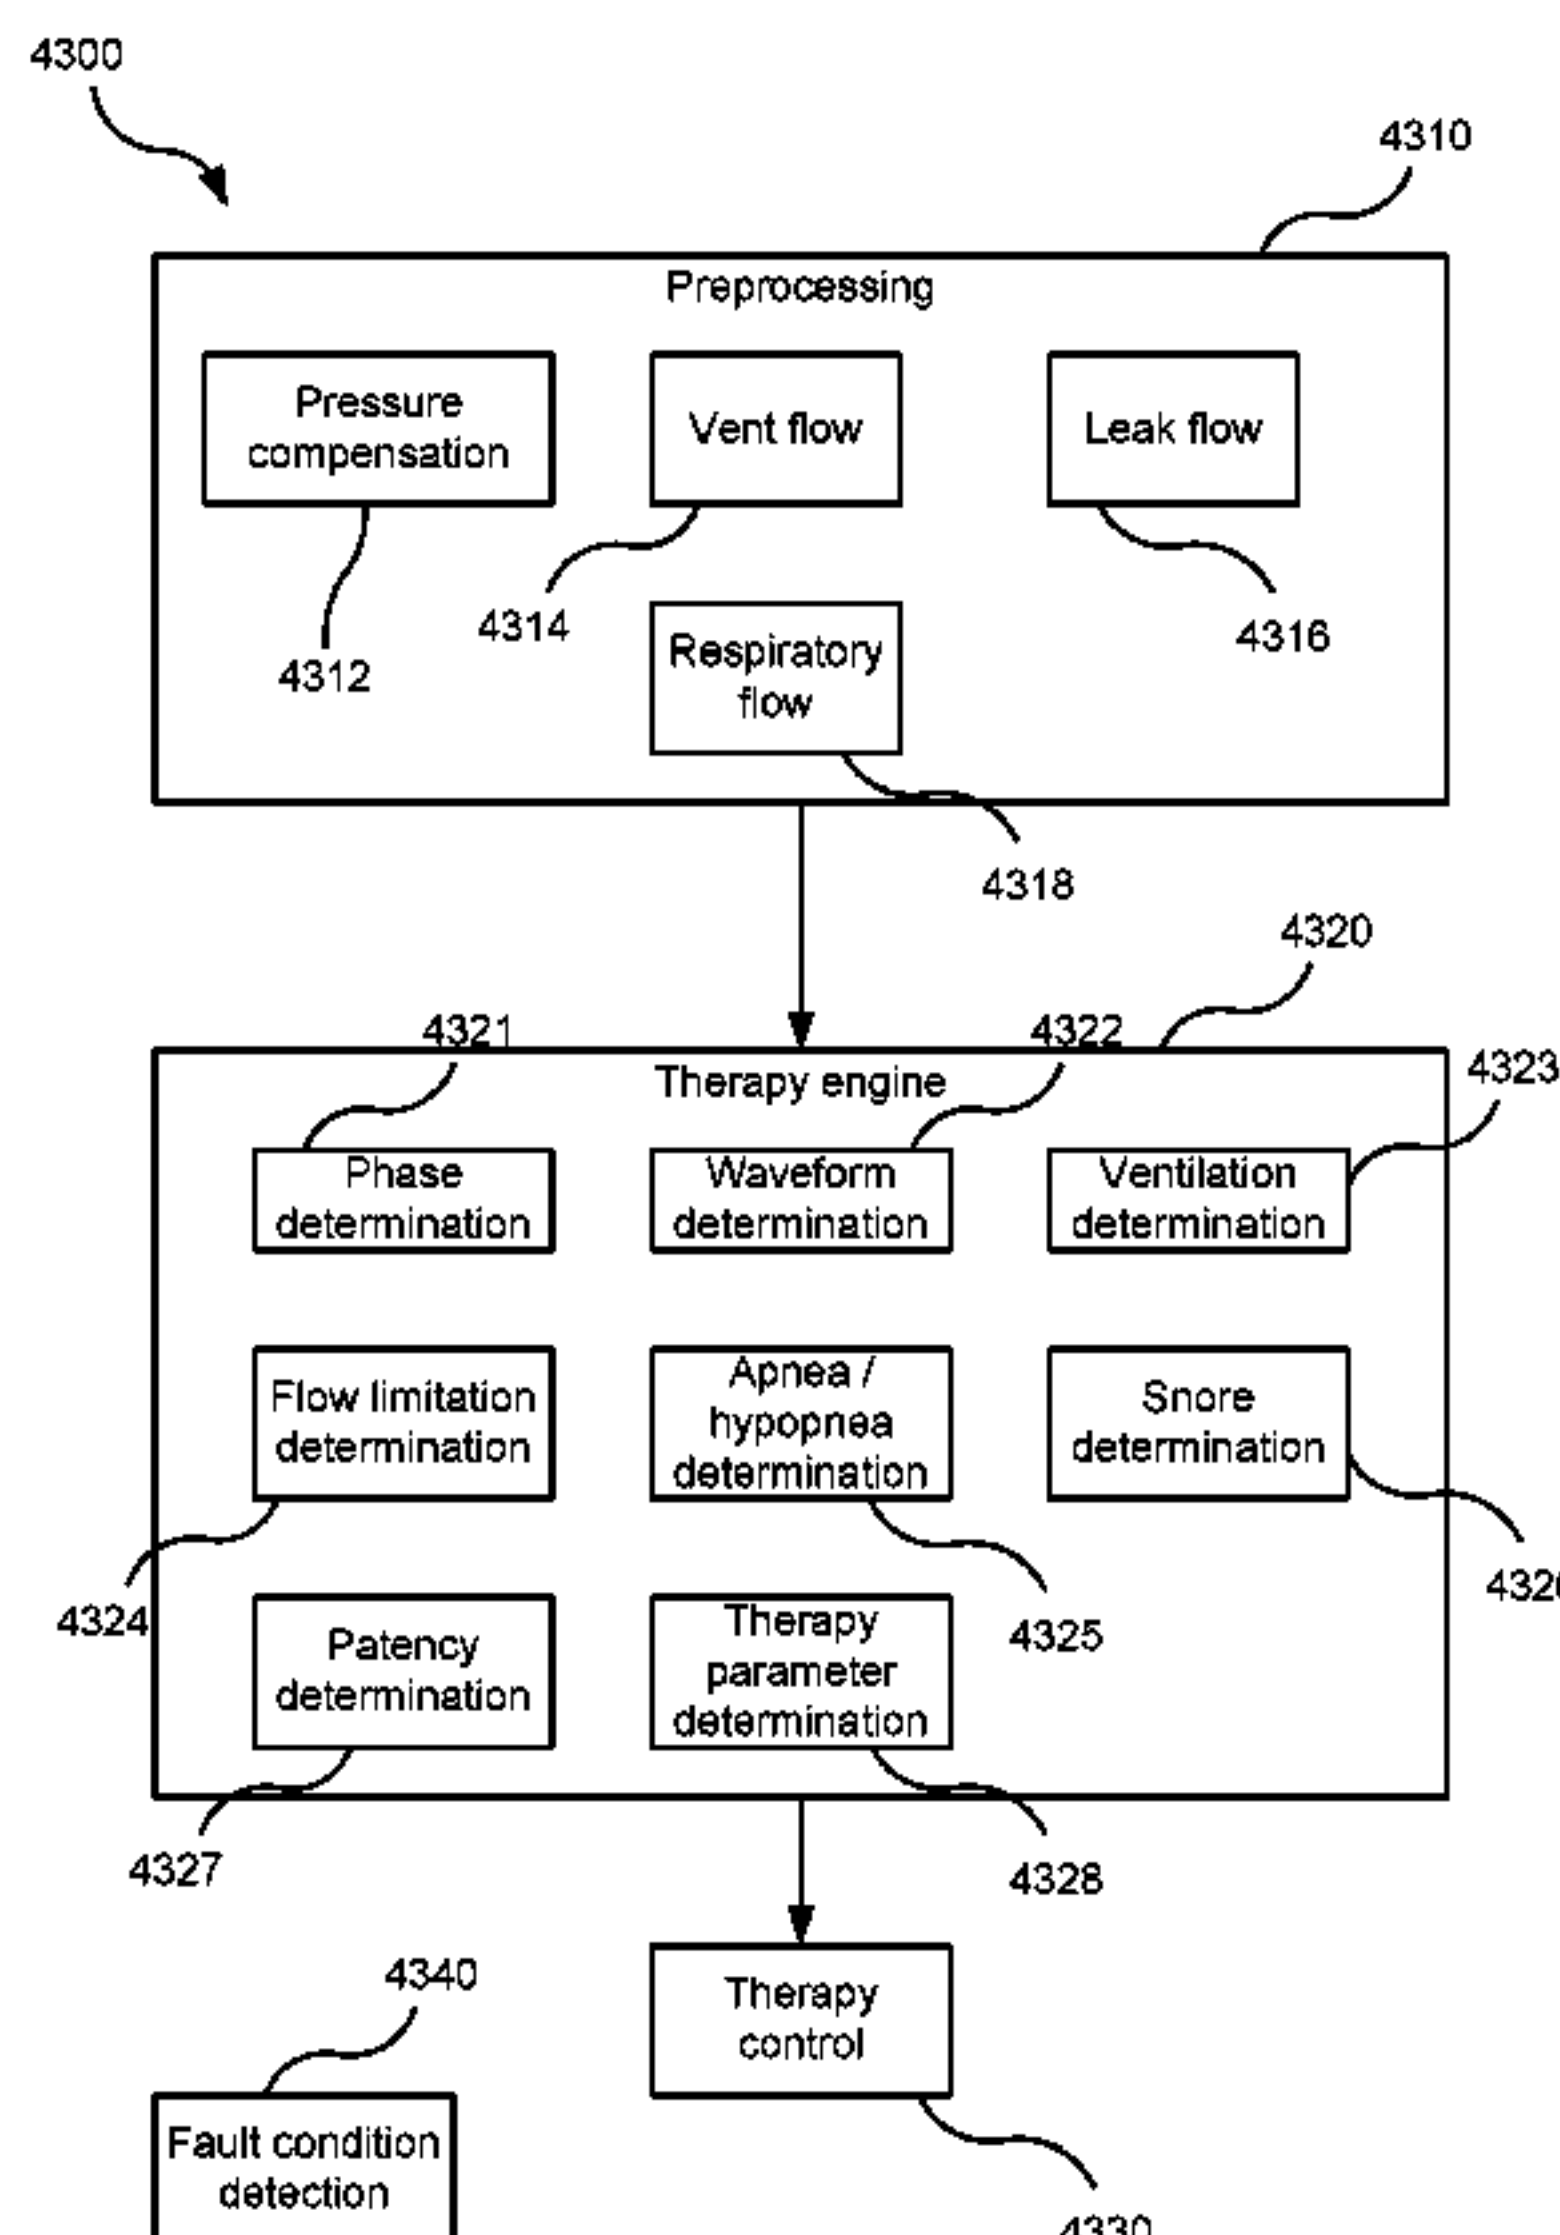 4300
4310
Preprocessing
Pressure
compensation
Vent flow
Leak flow
4312
4314
4316
Respiratory
flow
4318
4320
4321
4322
4323
Therapy engine
Phase
determination
Waveform
determination
Ventilation
determination
Flow limitation
determination
Apnea /
hypopnea
determination
Snore
determination
4324
4325
Patency
determination
Therapy
parameter
determination
4327
4328
4340
Therapy
control
Fault condition
detection
4330